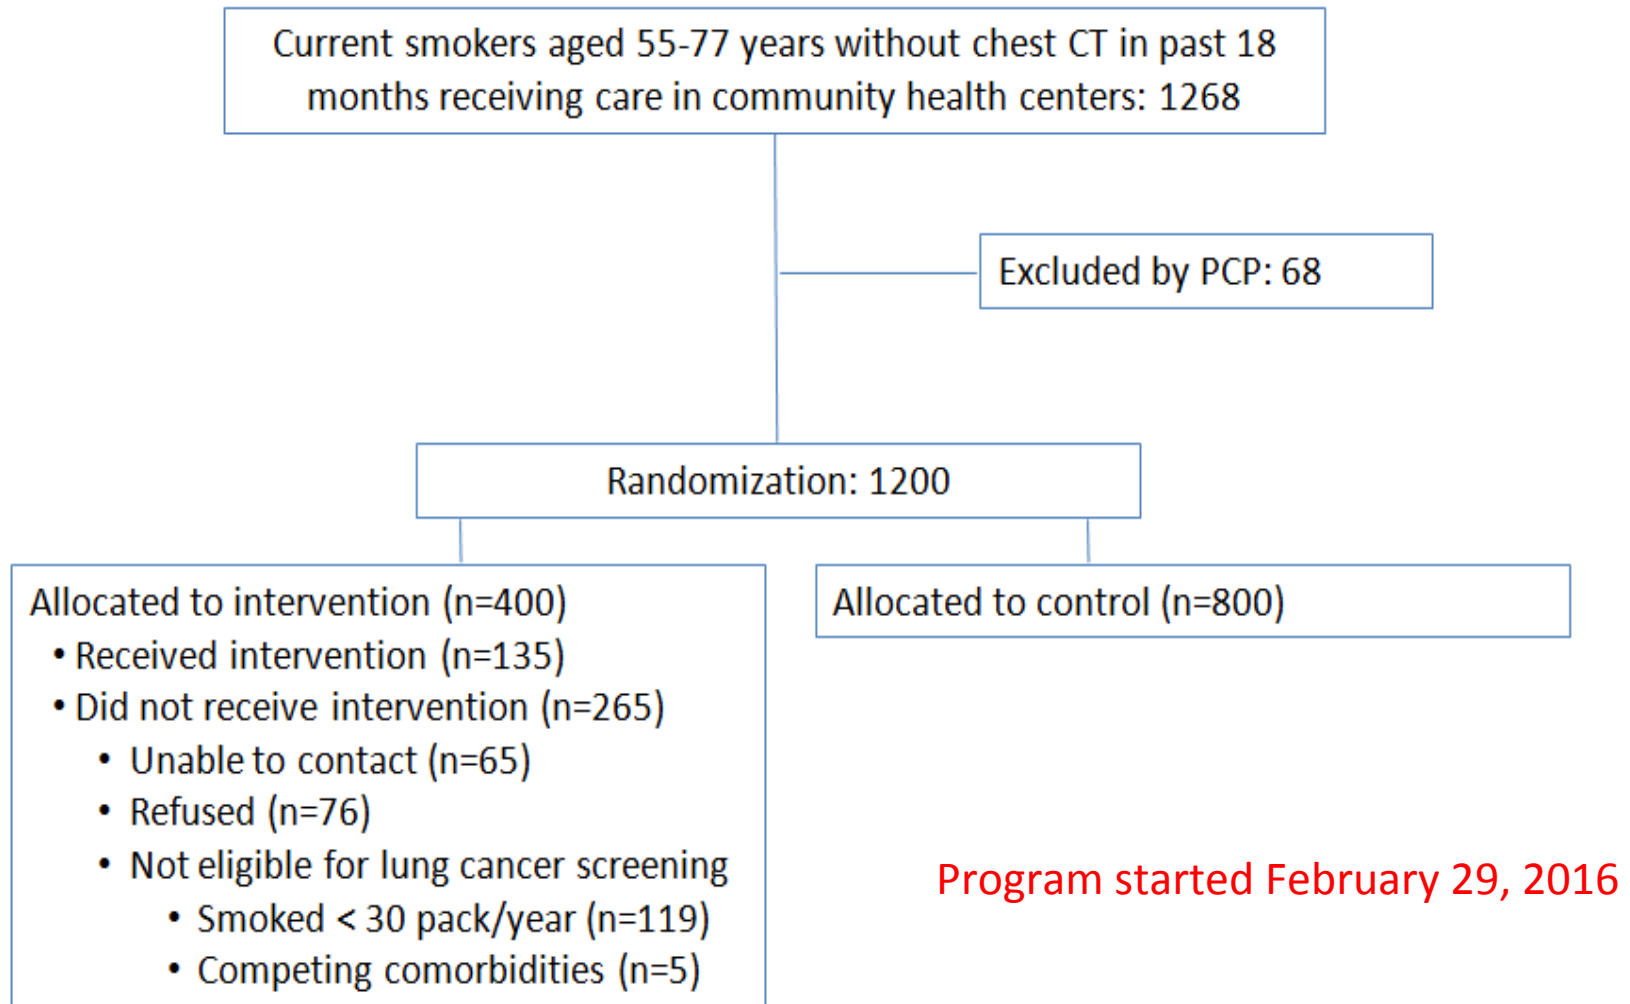 Current smokers aged 55-77 years without chest CT in past 18
months receiving care in community health centers: 1268
Excluded by PCP: 68
Randomization: 1200
Allocated to intervention (n=400)
• Received intervention (n=135)
• Did not receive intervention (n=265)
• Unable to contact (n=65)
• Refused (n=76)
• Not eligible for lung cancer screening
• Smoked < 30 pack/year (n=119)
• Competing comorbidities (n=5)
Allocated to control (n=800)
Program started February 29, 2016